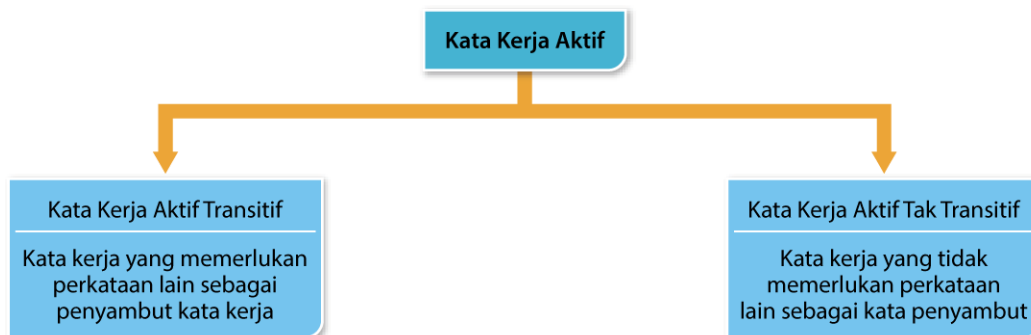 Kata Kerja Aktif
Kata Kerja Aktif Transitif
Kata kerja yang memerlukan
perkataan lain sebagai
penyambut kata kerja
Kata Kerja Aktif Tak Transitif
Kata kerja yang tidak
memerlukan perkataan
lain sebagai kata penyambut